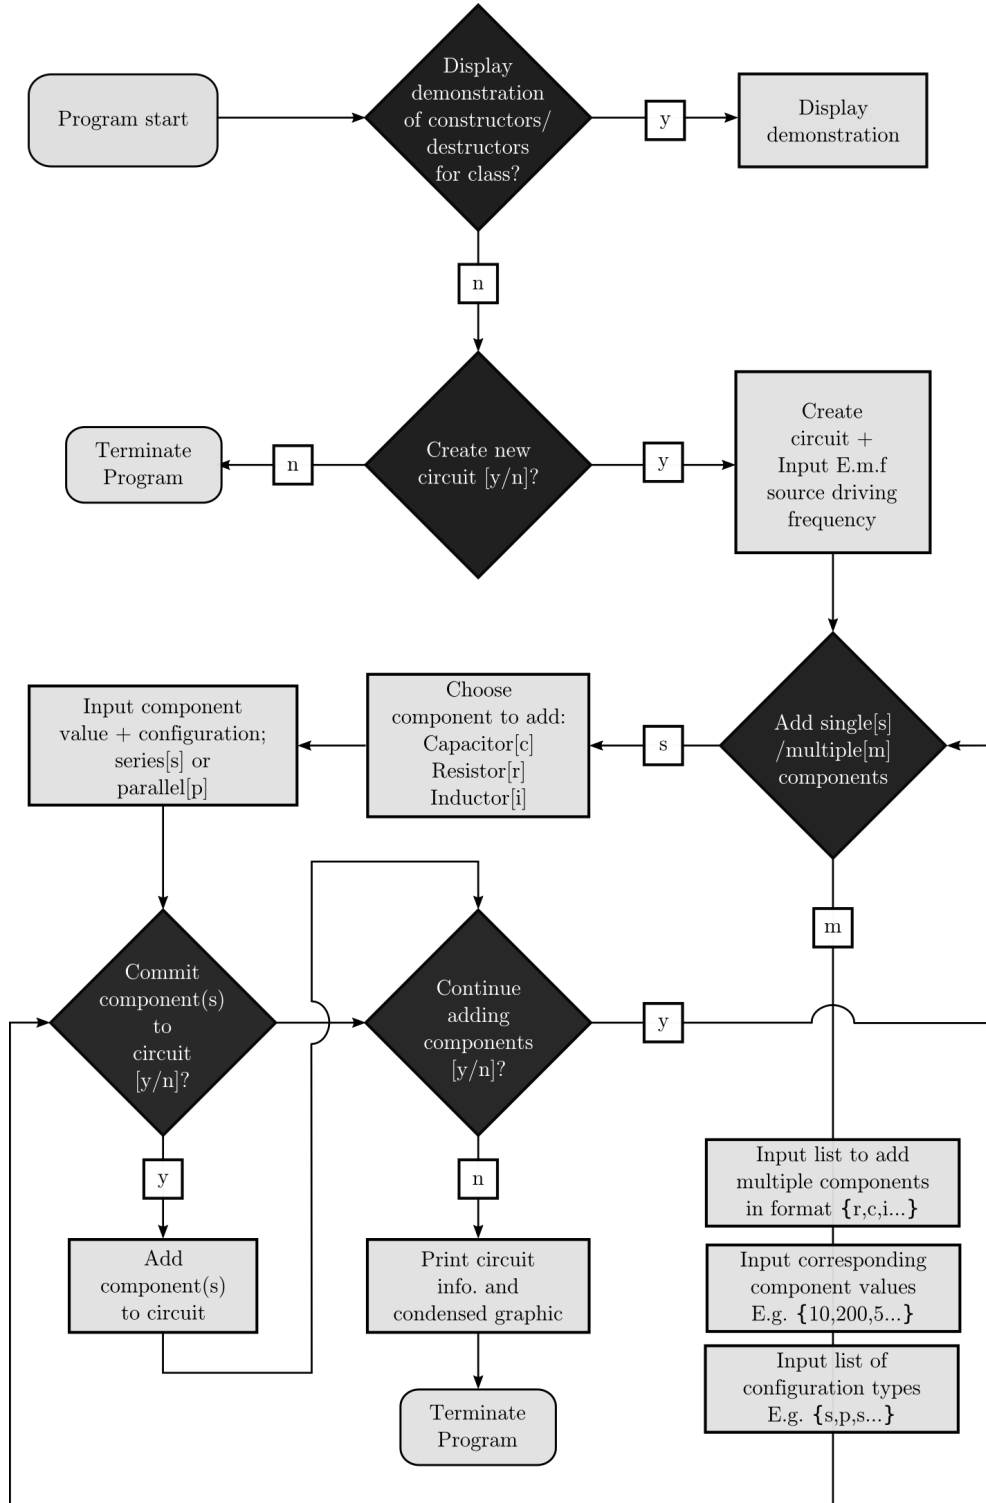 Program start
Display
demonstration
of constructors/
destructors
for class?
y
Display
demonstration
n
Terminate
Program
n
Create new
circuit [y/n]?
y
Create
circuit +
Input E.m.f
source driving
frequency
Input component
value + configuration;
series[s] or
parallel[p]
Choose
component to add:
Capacitor[c]
Resistor[r]
Inductor[i]
s
Add single[s]
/multiple[m]
components
m
Commit
component(s)
to
circuit
[y/n]?
Continue
adding
components
[y/n]?
y
y
n
Input list to add
multiple components
in format {r,c,i...}
Add
component(s)
to circuit
Print circuit
info. and
condensed graphic
Input corresponding
component values
E.g. {10,200,5...}
Input list of
configuration types
E.g. {s,p,s...}
Terminate
Program